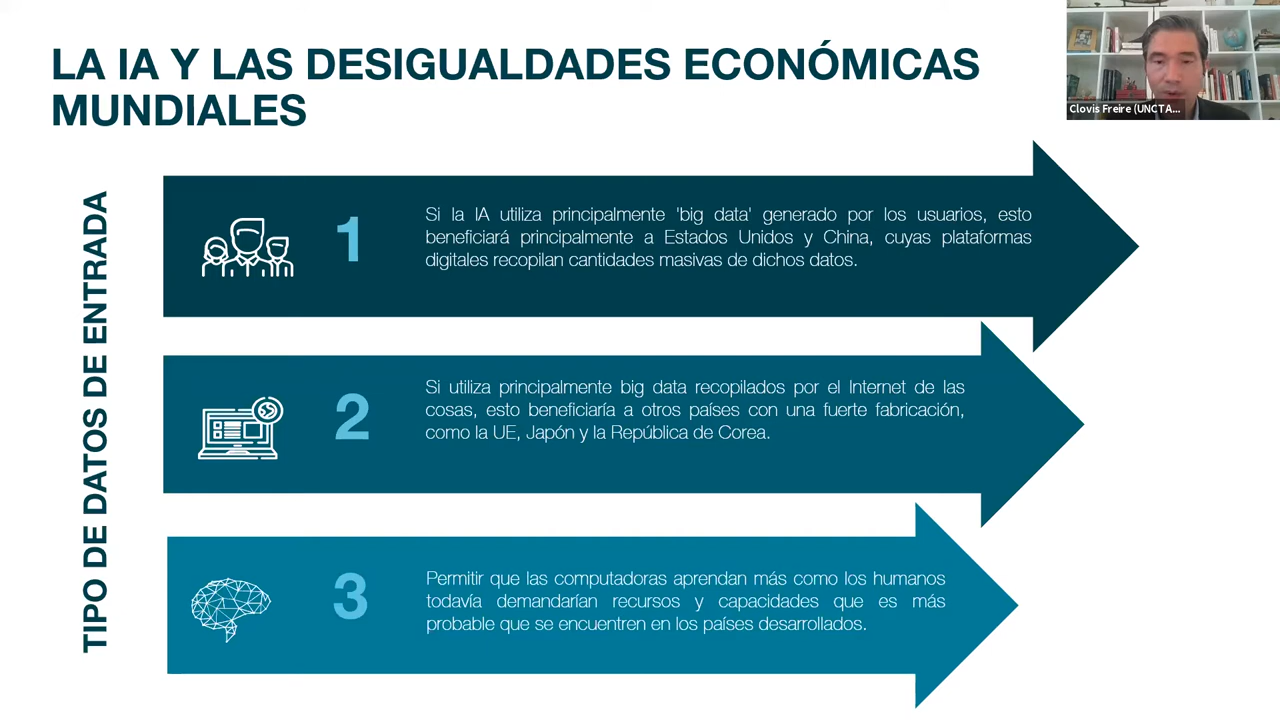 LA IA Y LAS DESIGUALDADES ECONÓMICAS
MUNDIALES
Clovis Freire (UNCTA...
TIPO DE DATOS DE ENTRADA
1
Si la IA utiliza principalmente 'big data' generado por los usuarios, esto
beneficiará principalmente a Estados Unidos y China, cuyas plataformas
digitales recopilan cantidades masivas de dichos datos.
2
Si utiliza principalmente big data recopilados por el Internet de las
cosas, esto beneficiaría a otros países con una fuerte fabricación,
como la UE, Japón y la República de Corea.
3
Permitir que las computadoras aprendan más como los humanos
todavía demandarían recursos y capacidades que es más
probable que se encuentren en los países desarrollados.